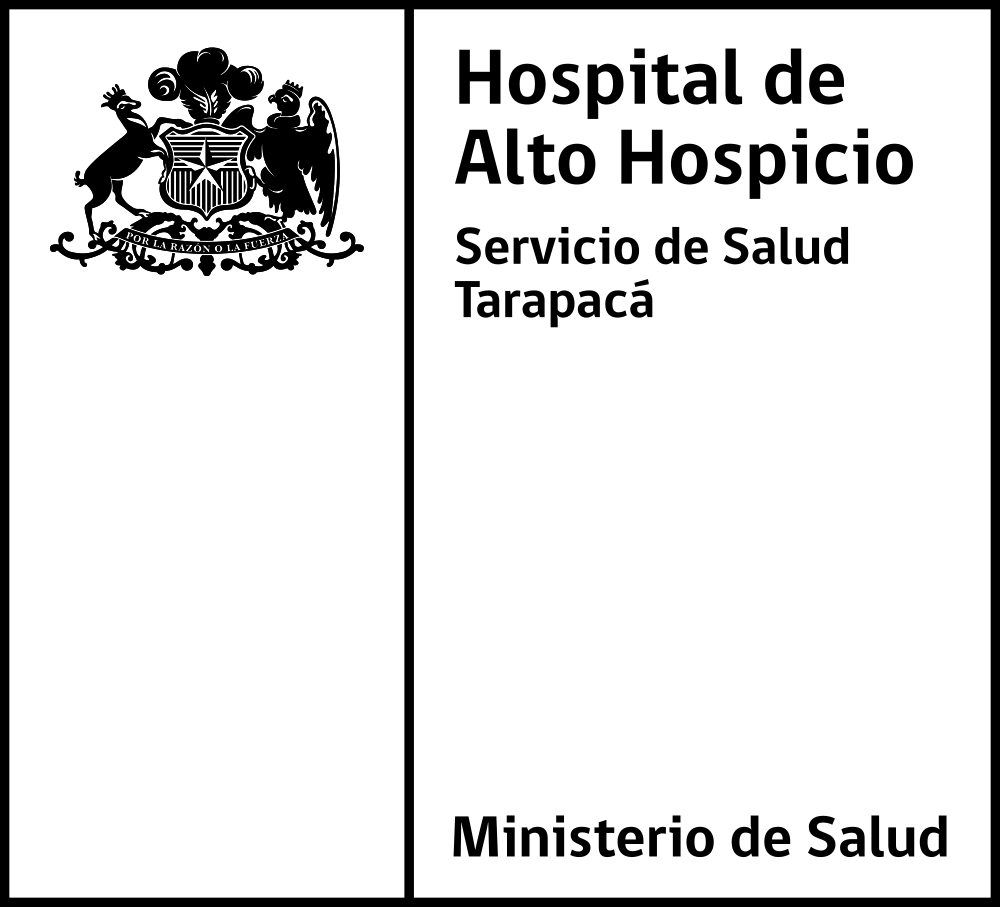 POR LA RAZÓN O LA FUERZA
Hospital de
Alto Hospicio
Servicio de Salud
Tarapacá
Ministerio de Salud